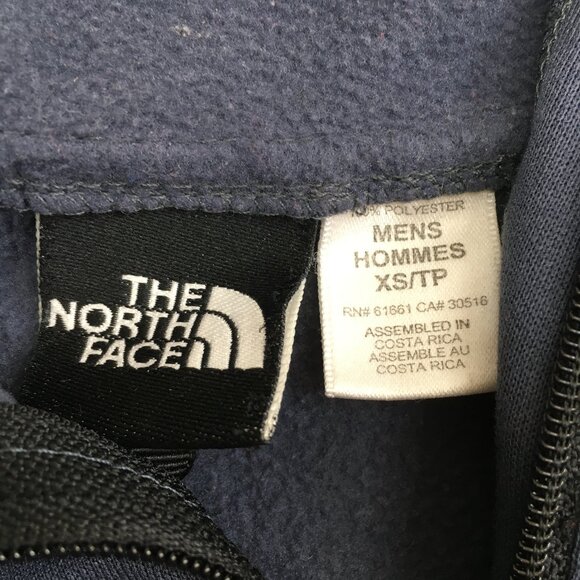 THE
NORTH
FACE
% POLYESTER
MENS
HOMMES
XS/TP
RN# 61661 CA# 30516
ASSEMBLED IN
COSTA RICA
ASSEMBLE AU
COSTA RICA